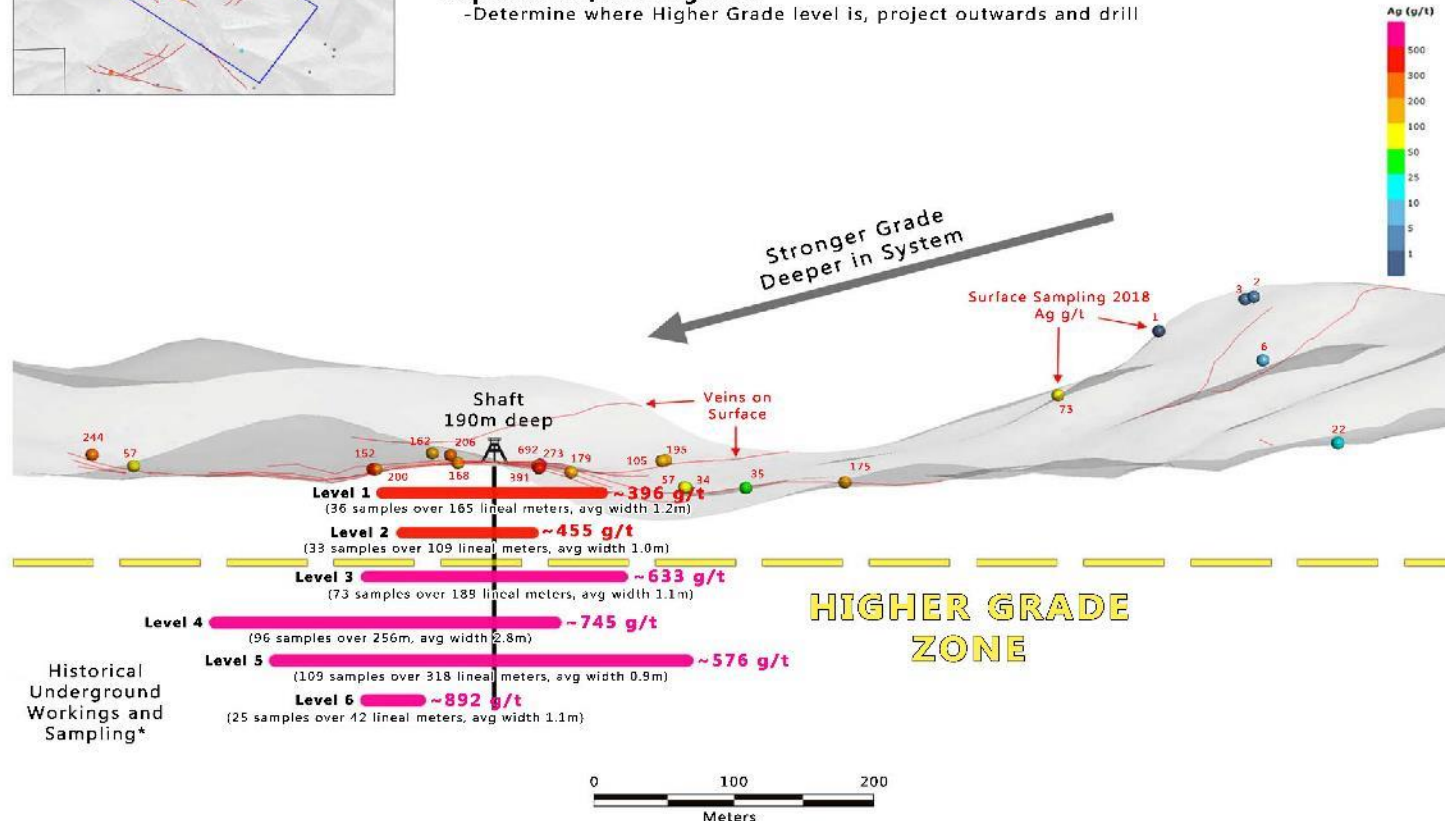 -Determine where Higher Grade level is, project outwards and drill
Ag (g/t)
500
300
200
100
50
25
10
5
1
Stronger Grade
Deeper in System
Surface Sampling 2018
Ag g/t
3
2
1
6
73
22
Veins on
Surface
Shaft
190m deep
244
57
152
200
162
206
168
692
273
391
179
105
195
57
34
35
175
Level 1 ~396 g/t
(36 samples over 165 lineal meters, avg width 1.2m)
Level 2 ~455 g/t
(33 samples over 109 lineal meters, avg width 1.0m)
Level 3 ~633 g/t
(73 samples over 189 lineal meters, avg width 1.1m)
Level 4 ~745 g/t
(96 samples over 256m, avg width 2.8m)
Level 5 ~576 g/t
(109 samples over 318 lineal meters, avg width 0.9m)
Level 6 ~892 g/t
(25 samples over 42 lineal meters, avg width 1.1m)
HIGHER GRADE
ZONE
Historical
Underground
Workings and
Sampling*
0 100 200
Meters